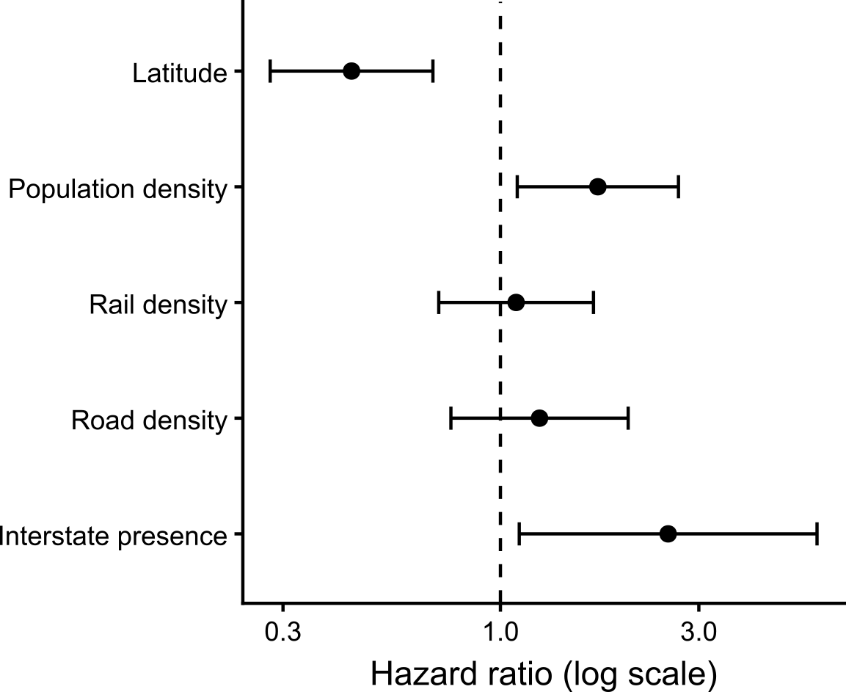 Latitude
Population density
Rail density
Road density
Interstate presence
0.3 1.0 3.0
Hazard ratio (log scale)